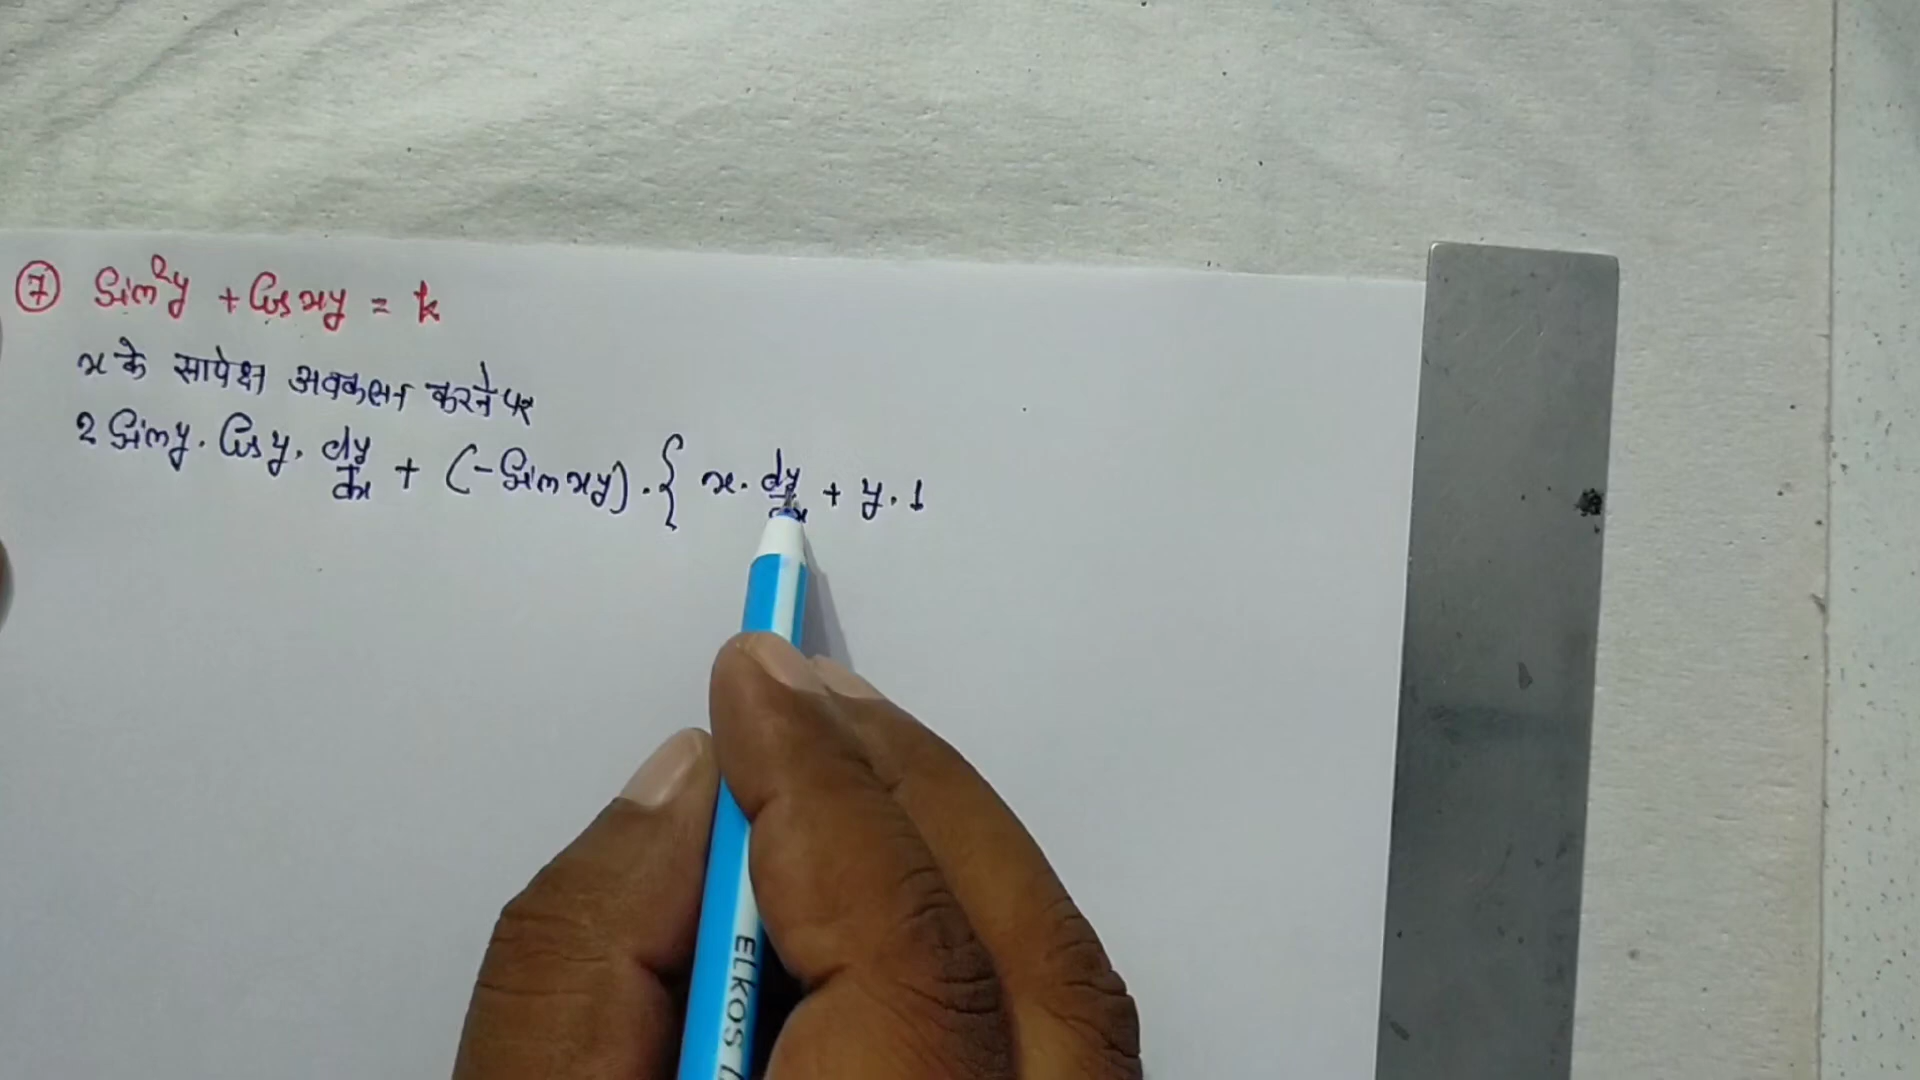 ⑦ Sin²y + Cos xy = k
x के सापेक्ष अवकलन करने पर
2 Sin y . Cos y . dy/dx + (-Sin xy) . { x . dy/dx + y . 1
ELKOS